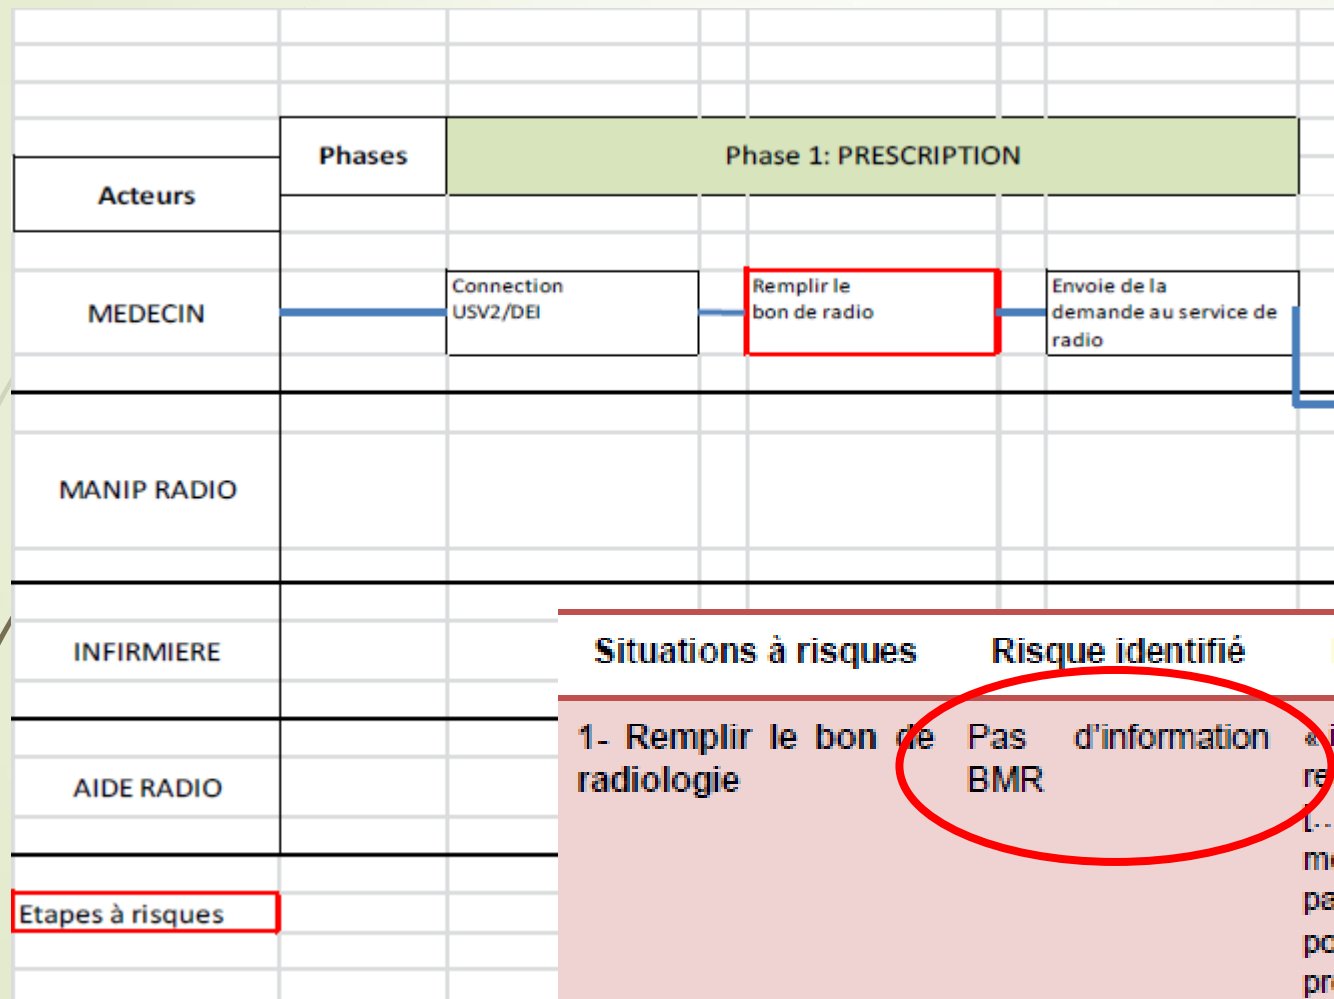 Phases
Phase 1: PRESCRIPTION
Acteurs
MEDECIN
Connection
USV2/DEI
Remplir le
bon de radio
Envoie de la
demande au service de
radio
MANIP RADIO
INFIRMIERE
AIDE RADIO
Etapes à risques
Situations à risques
Risque identifié
1- Remplir le bon de
radiologie
Pas d'information
BMR